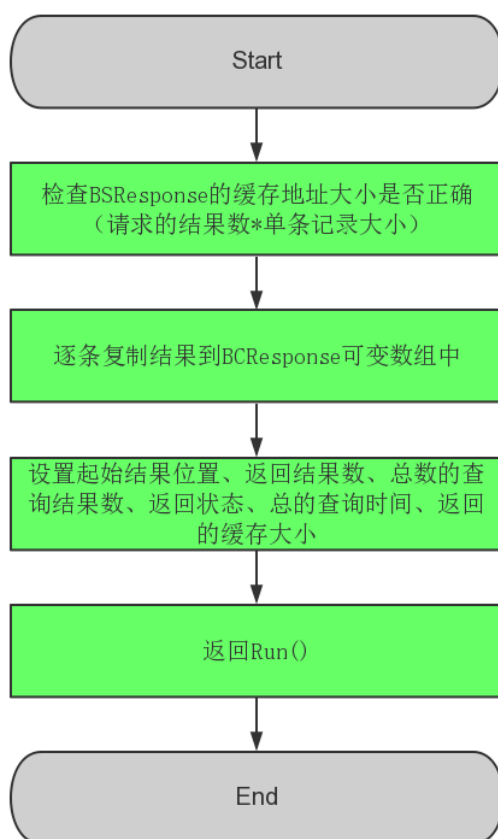 Start
检查BSResponse的缓存地址大小是否正确
（请求的结果数*单条记录大小）
逐条复制结果到BCResponse可变数组中
设置起始结果位置、返回结果数、总数的查
询结果数、返回状态、总的查询时间、返回
的缓存大小
返回Run()
End